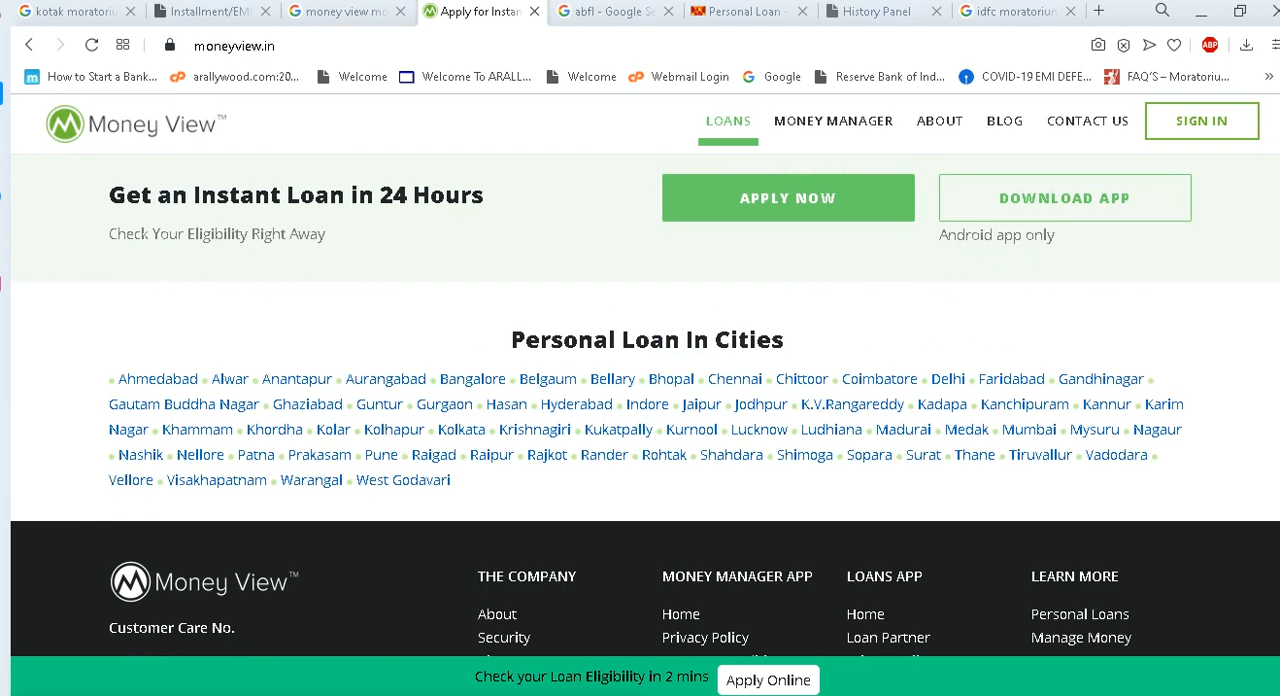 kotak moratoriu Installment/EMI money view mo Apply for Instan abfl - Google Se Personal Loan - History Panel idfc moratorium
moneyview.in ABP
How to Start a Bank... arallywood.com:20... Welcome Welcome To ARALL... Welcome Webmail Login Google Reserve Bank of Ind... COVID-19 EMI DEFE... FAQ'S – Moratoriu... »
Money View™ LOANS MONEY MANAGER ABOUT BLOG CONTACT US SIGN IN
Get an Instant Loan in 24 Hours APPLY NOW DOWNLOAD APP
Check Your Eligibility Right Away Android app only
Personal Loan In Cities
• Ahmedabad • Alwar • Anantapur • Aurangabad • Bangalore • Belgaum • Bellary • Bhopal • Chennai • Chittoor • Coimbatore • Delhi • Faridabad • Gandhinagar •
Gautam Buddha Nagar • Ghaziabad • Guntur • Gurgaon • Hasan • Hyderabad • Indore • Jaipur • Jodhpur • K.V.Rangareddy • Kadapa • Kanchipuram • Kannur • Karim
Nagar • Khammam • Khordha • Kolar • Kolhapur • Kolkata • Krishnagiri • Kukatpally • Kurnool • Lucknow • Ludhiana • Madurai • Medak • Mumbai • Mysuru • Nagaur
• Nashik • Nellore • Patna • Prakasam • Pune • Raigad • Raipur • Rajkot • Rander • Rohtak • Shahdara • Shimoga • Sopara • Surat • Thane • Tiruvallur • Vadodara •
Vellore • Visakhapatnam • Warangal • West Godavari
Money View™ THE COMPANY MONEY MANAGER APP LOANS APP LEARN MORE
About Home Home Personal Loans
Customer Care No. Security Privacy Policy Loan Partner Manage Money
Check your Loan Eligibility in 2 mins Apply Online